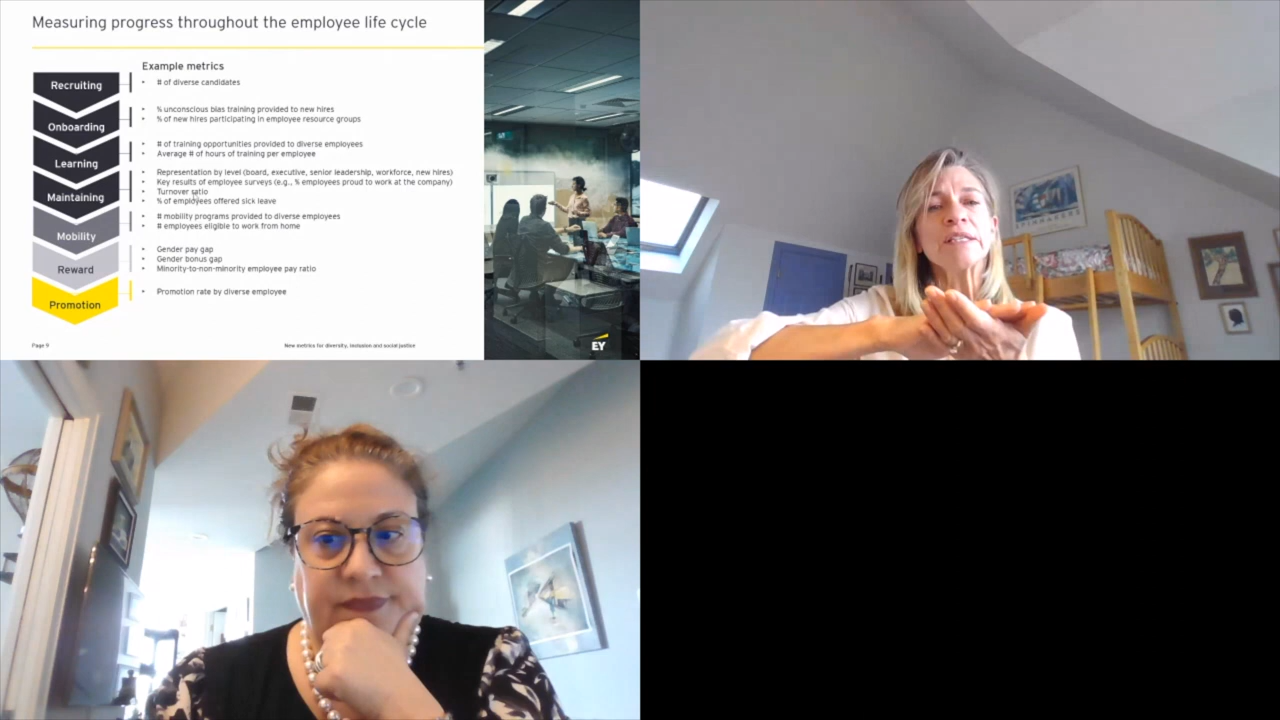 Measuring progress throughout the employee life cycle
Example metrics
Recruiting
• # of diverse candidates
Onboarding
• % unconscious bias training provided to new hires
• % of new hires participating in employee resource groups
Learning
• # of training opportunities provided to diverse employees
• Average # of hours of training per employee
Maintaining
• Representation by level (board, executive, senior leadership, workforce, new hires)
• Key results of employee surveys (e.g., % employees proud to work at the company)
• Turnover ratio
• % of employees offered sick leave
Mobility
• # mobility programs provided to diverse employees
• # employees eligible to work from home
Reward
• Gender pay gap
• Gender bonus gap
• Minority-to-non-minority employee pay ratio
Promotion
• Promotion rate by diverse employee
Page 9
New metrics for diversity, inclusion and social justice
EY